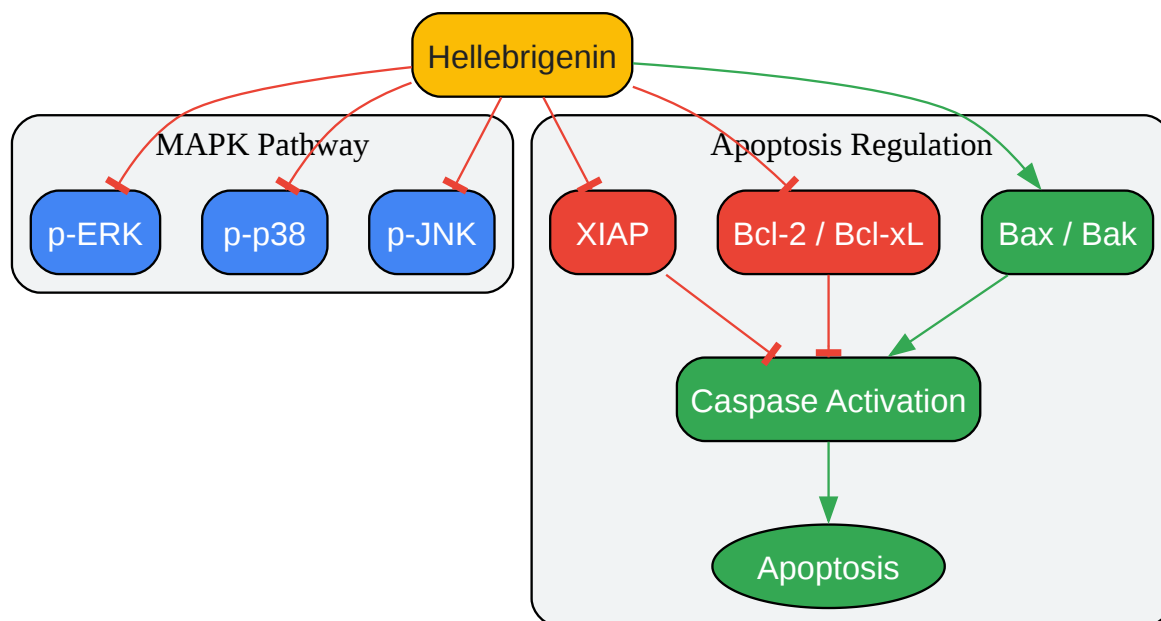 Hellebrigenin
MAPK Pathway
Apoptosis Regulation
p-ERK
p-p38
p-JNK
XIAP
Bcl-2 / Bcl-xL
Bax / Bak
Caspase Activation
Apoptosis